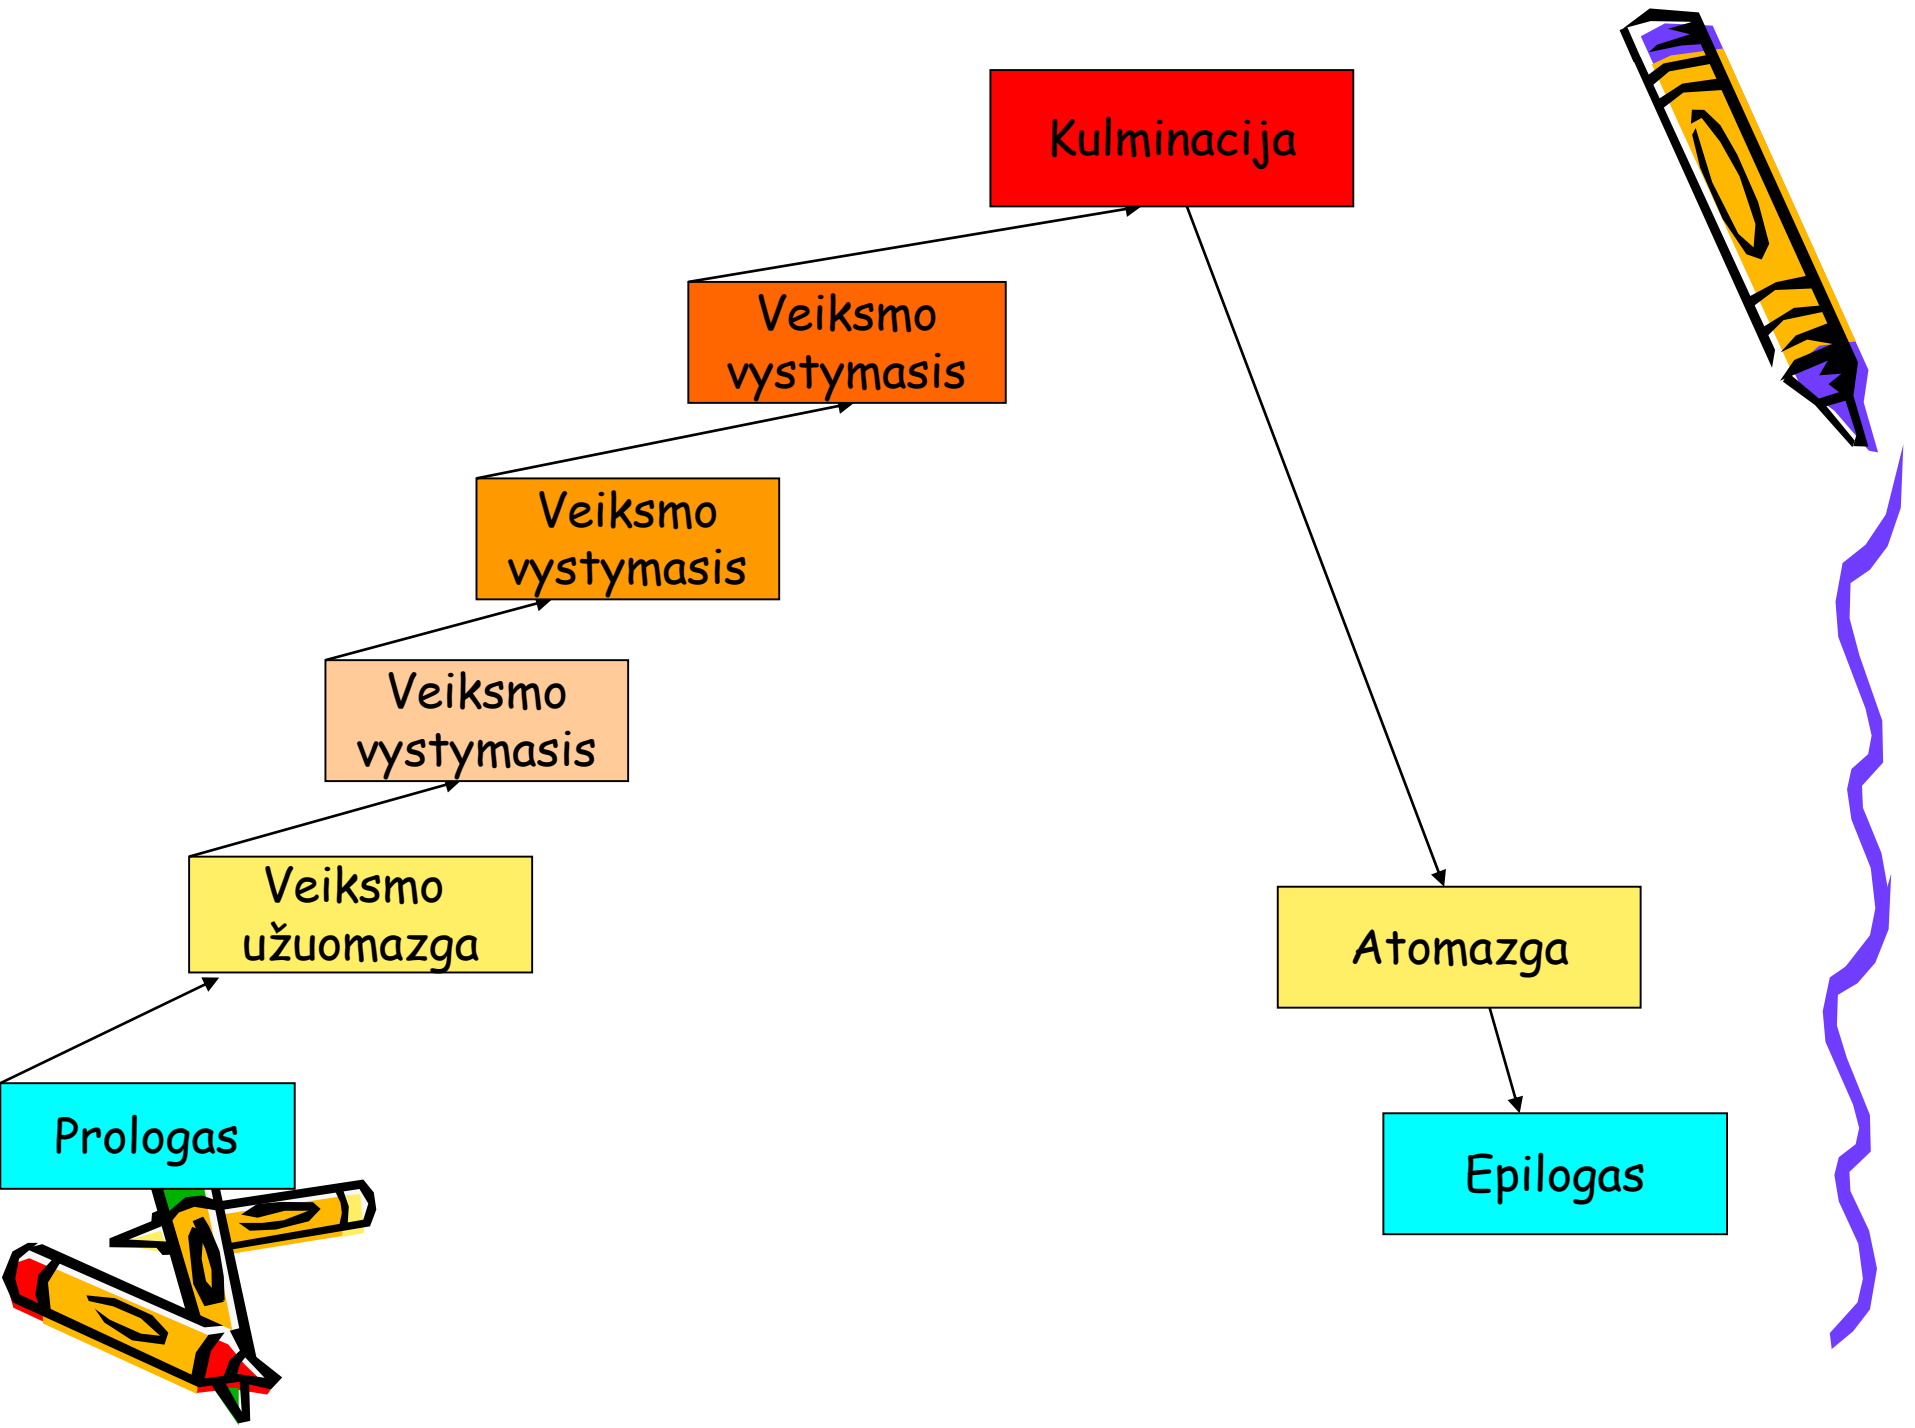 Kulminacija
Veiksmo
vystymasis
Veiksmo
vystymasis
Veiksmo
vystymasis
Veiksmo
užuomazga
Atomazga
Prologas
Epilogas